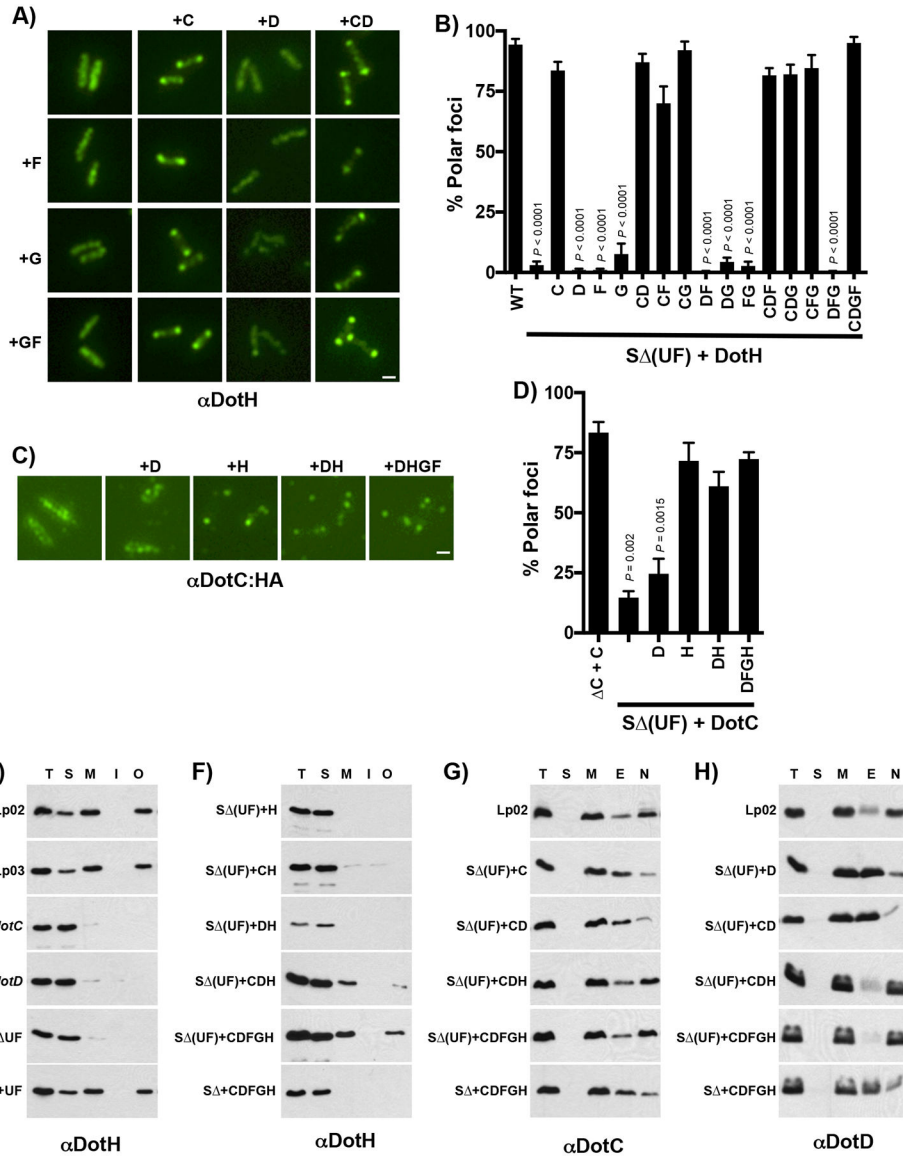 A)
+C +D +CD
+F
+G
+GF
αDotH
B)
% Polar foci
100
75
50
25
0
P < 0.0001
P < 0.0001
P < 0.0001
P < 0.0001
P < 0.0001
P < 0.0001
P < 0.0001
P < 0.0001
WT C D F G CD CF CG DF DG FG CDF CDG CFG DFG CDGF
SΔ(UF) + DotH
C)
+D +H +DH +DHGF
αDotC:HA
D)
% Polar foci
100
75
50
25
0
P = 0.002
P = 0.0015
ΔC + C D H DH DFGH
SΔ(UF) + DotC
)
T S M I O
Lp02
Lp03
otC
otD
UF
+UF
αDotH
F)
T S M I O
SΔ(UF)+H
SΔ(UF)+CH
SΔ(UF)+DH
SΔ(UF)+CDH
SΔ(UF)+CDFGH
SΔ+CDFGH
αDotH
G)
T S M E N
Lp02
SΔ(UF)+C
SΔ(UF)+CD
SΔ(UF)+CDH
SΔ(UF)+CDFGH
SΔ+CDFGH
αDotC
H)
T S M E N
Lp02
SΔ(UF)+D
SΔ(UF)+CD
SΔ(UF)+CDH
SΔ(UF)+CDFGH
SΔ+CDFGH
αDotD